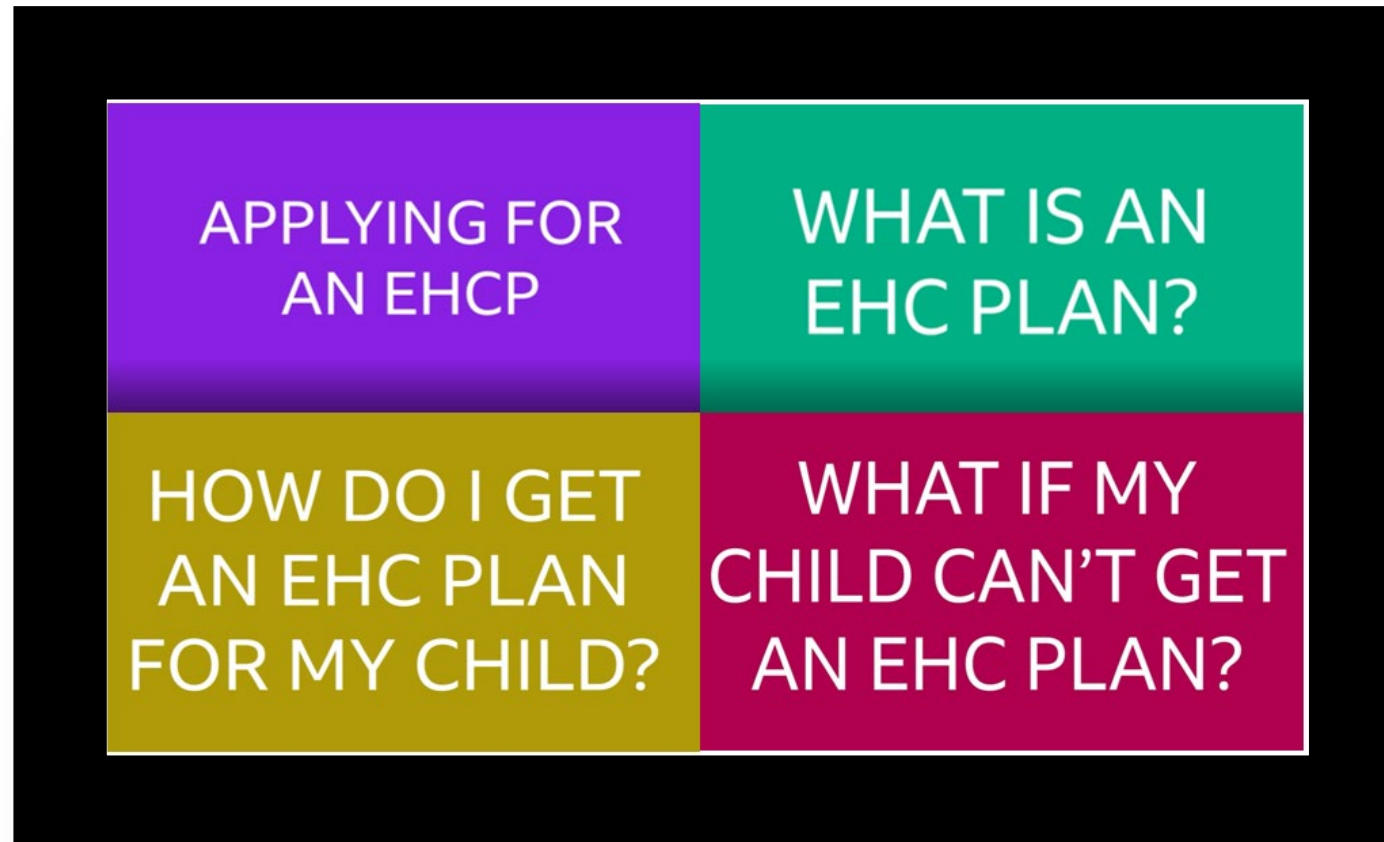 APPLYING FOR
AN EHCP
WHAT IS AN
EHC PLAN?
HOW DO I GET
AN EHC PLAN
FOR MY CHILD?
WHAT IF MY
CHILD CAN’T GET
AN EHC PLAN?